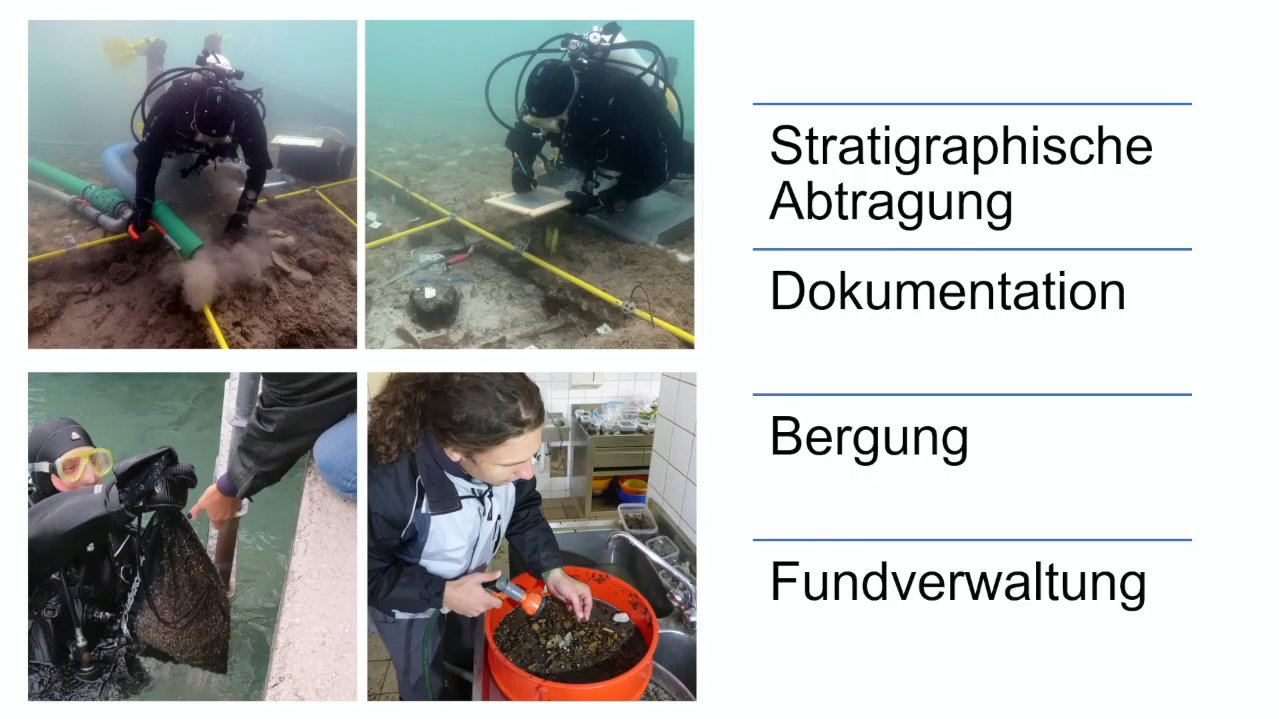 Stratigraphische
Abtragung
Dokumentation
Bergung
Fundverwaltung